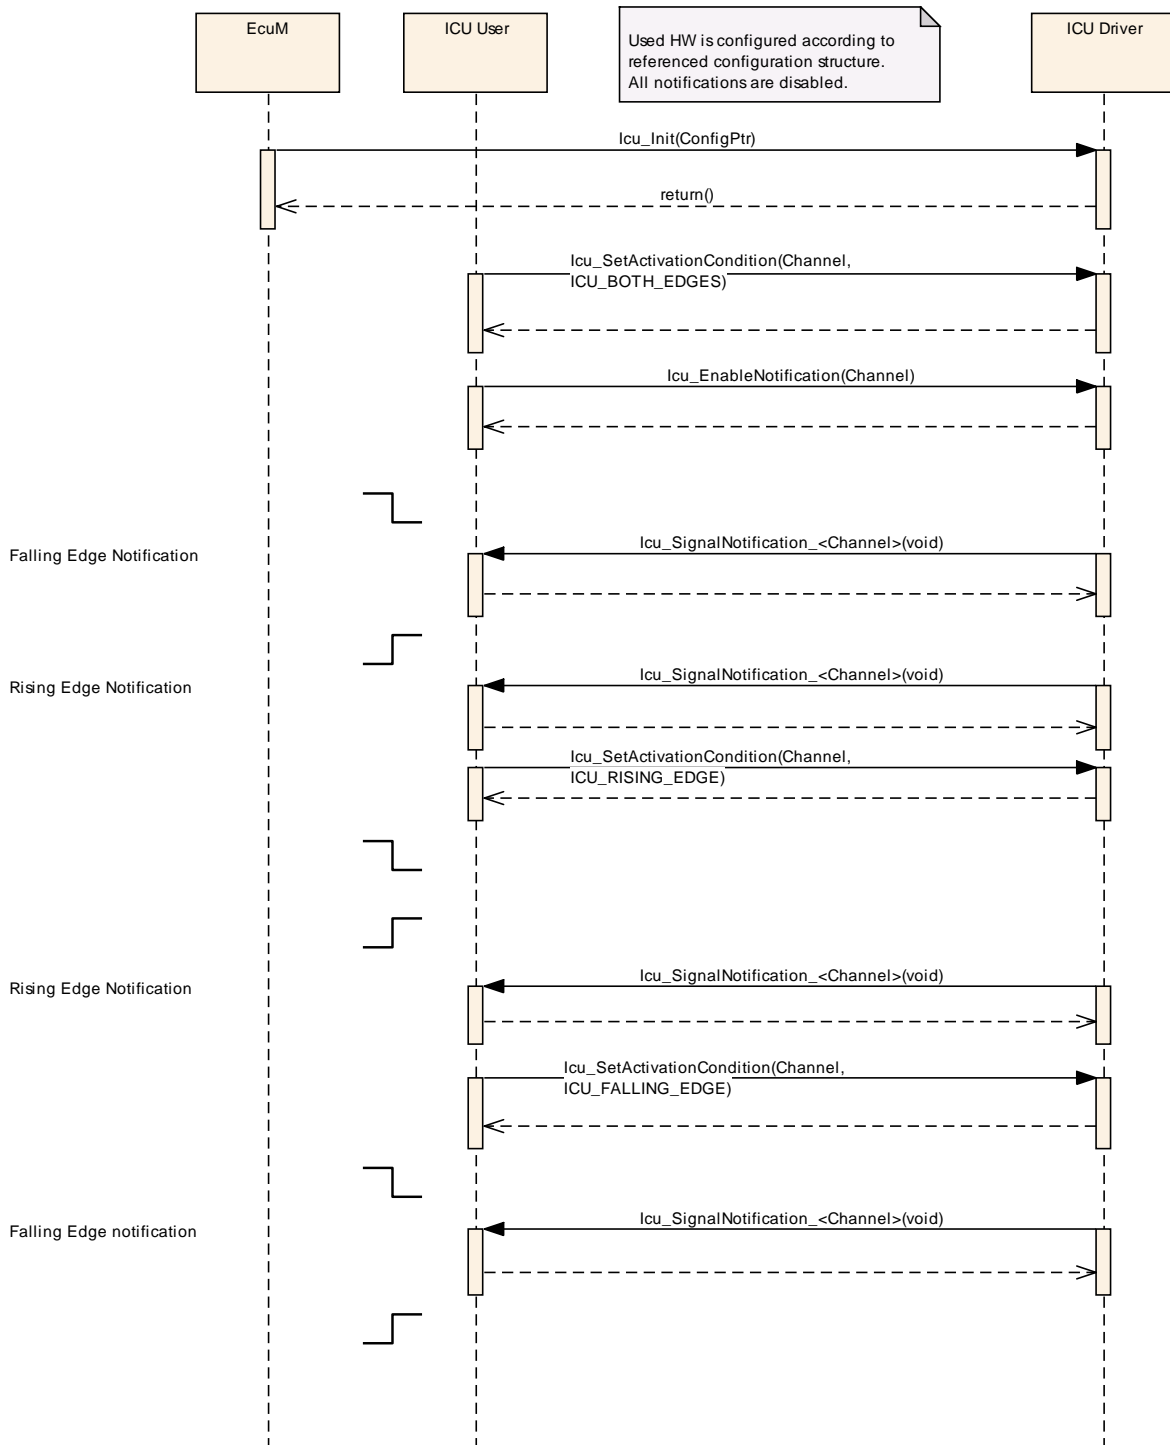 EcuM
ICU User
Used HW is configured according to
referenced configuration structure.
All notifications are disabled.
ICU Driver
Icu_Init(ConfigPtr)
return()
Icu_SetActivationCondition(Channel,
ICU_BOTH_EDGES)
Icu_EnableNotification(Channel)
Icu_SignalNotification_<Channel>(void)
Falling Edge Notification
Icu_SignalNotification_<Channel>(void)
Rising Edge Notification
Icu_SetActivationCondition(Channel,
ICU_RISING_EDGE)
Icu_SignalNotification_<Channel>(void)
Rising Edge Notification
Icu_SetActivationCondition(Channel,
ICU_FALLING_EDGE)
Icu_SignalNotification_<Channel>(void)
Falling Edge notification